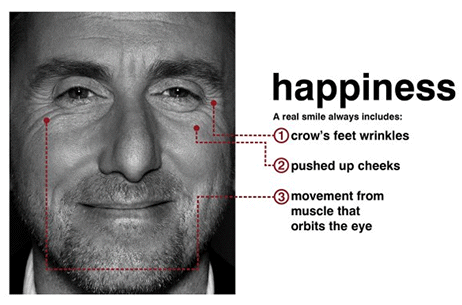 happiness
A real smile always includes:
1 crow's feet wrinkles
2 pushed up cheeks
3 movement from
muscle that
orbits the eye